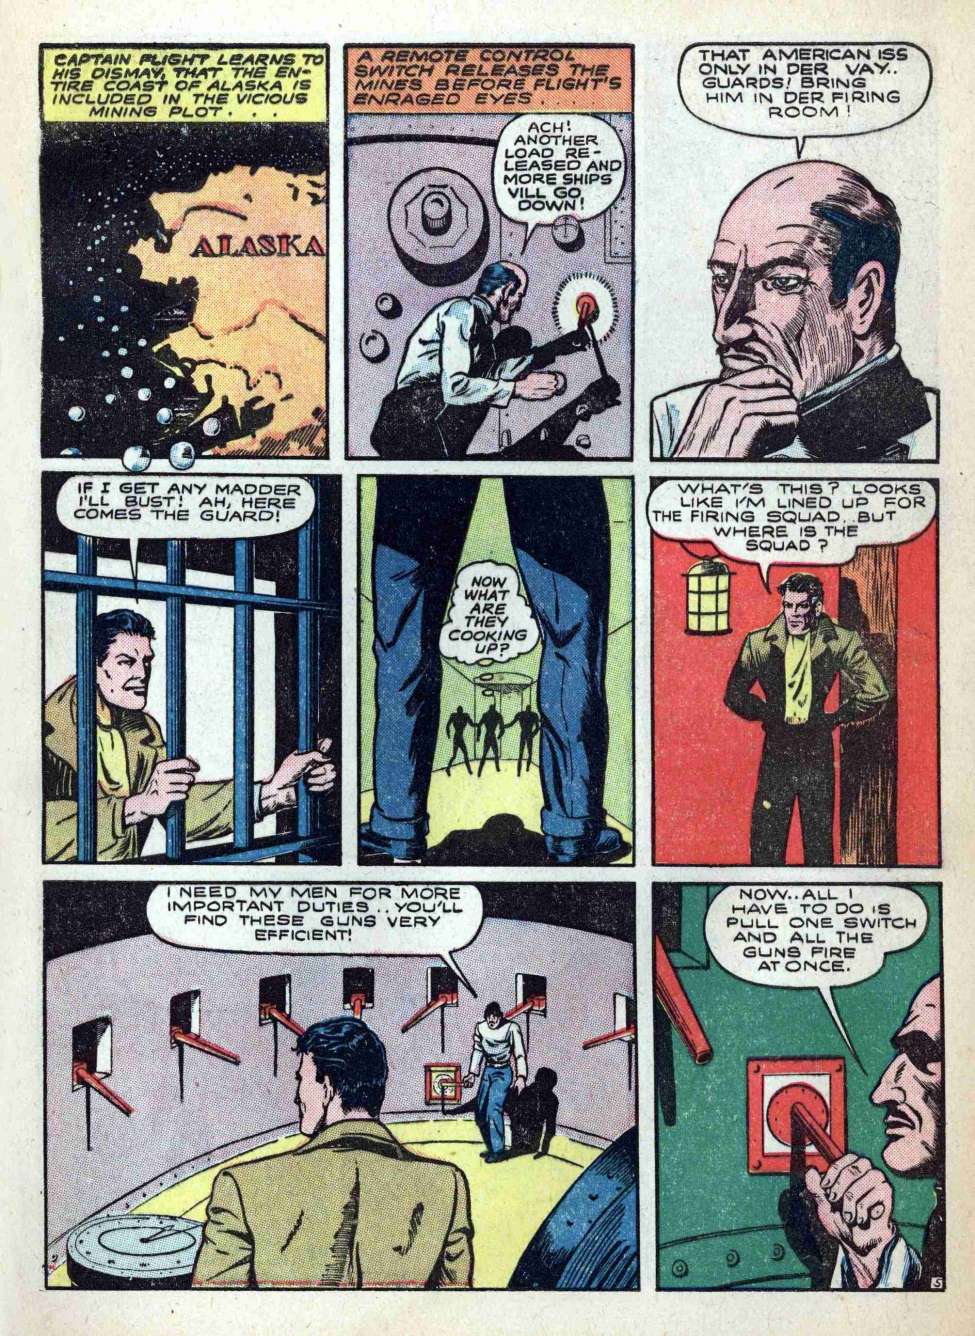 CAPTAIN FLIGHT LEARNS TO
HIS DISMAY, THAT THE EN-
TIRE COAST OF ALASKA IS
INCLUDED IN THE VICIOUS
MINING PLOT . . .
ALASKA
A REMOTE CONTROL
SWITCH RELEASES THE
MINES BEFORE FLIGHT'S
ENRAGED EYES . . .
ACH!
ANOTHER
LOAD RE-
LEASED AND
MORE SHIPS
VILL GO
DOWN!
THAT AMERICAN ISS
ONLY IN DER VAY..
GUARDS! BRING
HIM IN DER FIRING
ROOM!
IF I GET ANY MADDER
I'LL BUST! AH, HERE
COMES THE GUARD!
NOW
WHAT
ARE
THEY
COOKING
UP?
WHAT'S THIS? LOOKS
LIKE I'M LINED UP FOR
THE FIRING SQUAD. BUT
WHERE IS THE
SQUAD?
I NEED MY MEN FOR MORE
IMPORTANT DUTIES . . YOU'LL
FIND THESE GUNS VERY
EFFICIENT!
NOW..ALL I
HAVE TO DO IS
PULL ONE SWITCH
AND ALL THE
GUNS FIRE
AT ONCE.
5